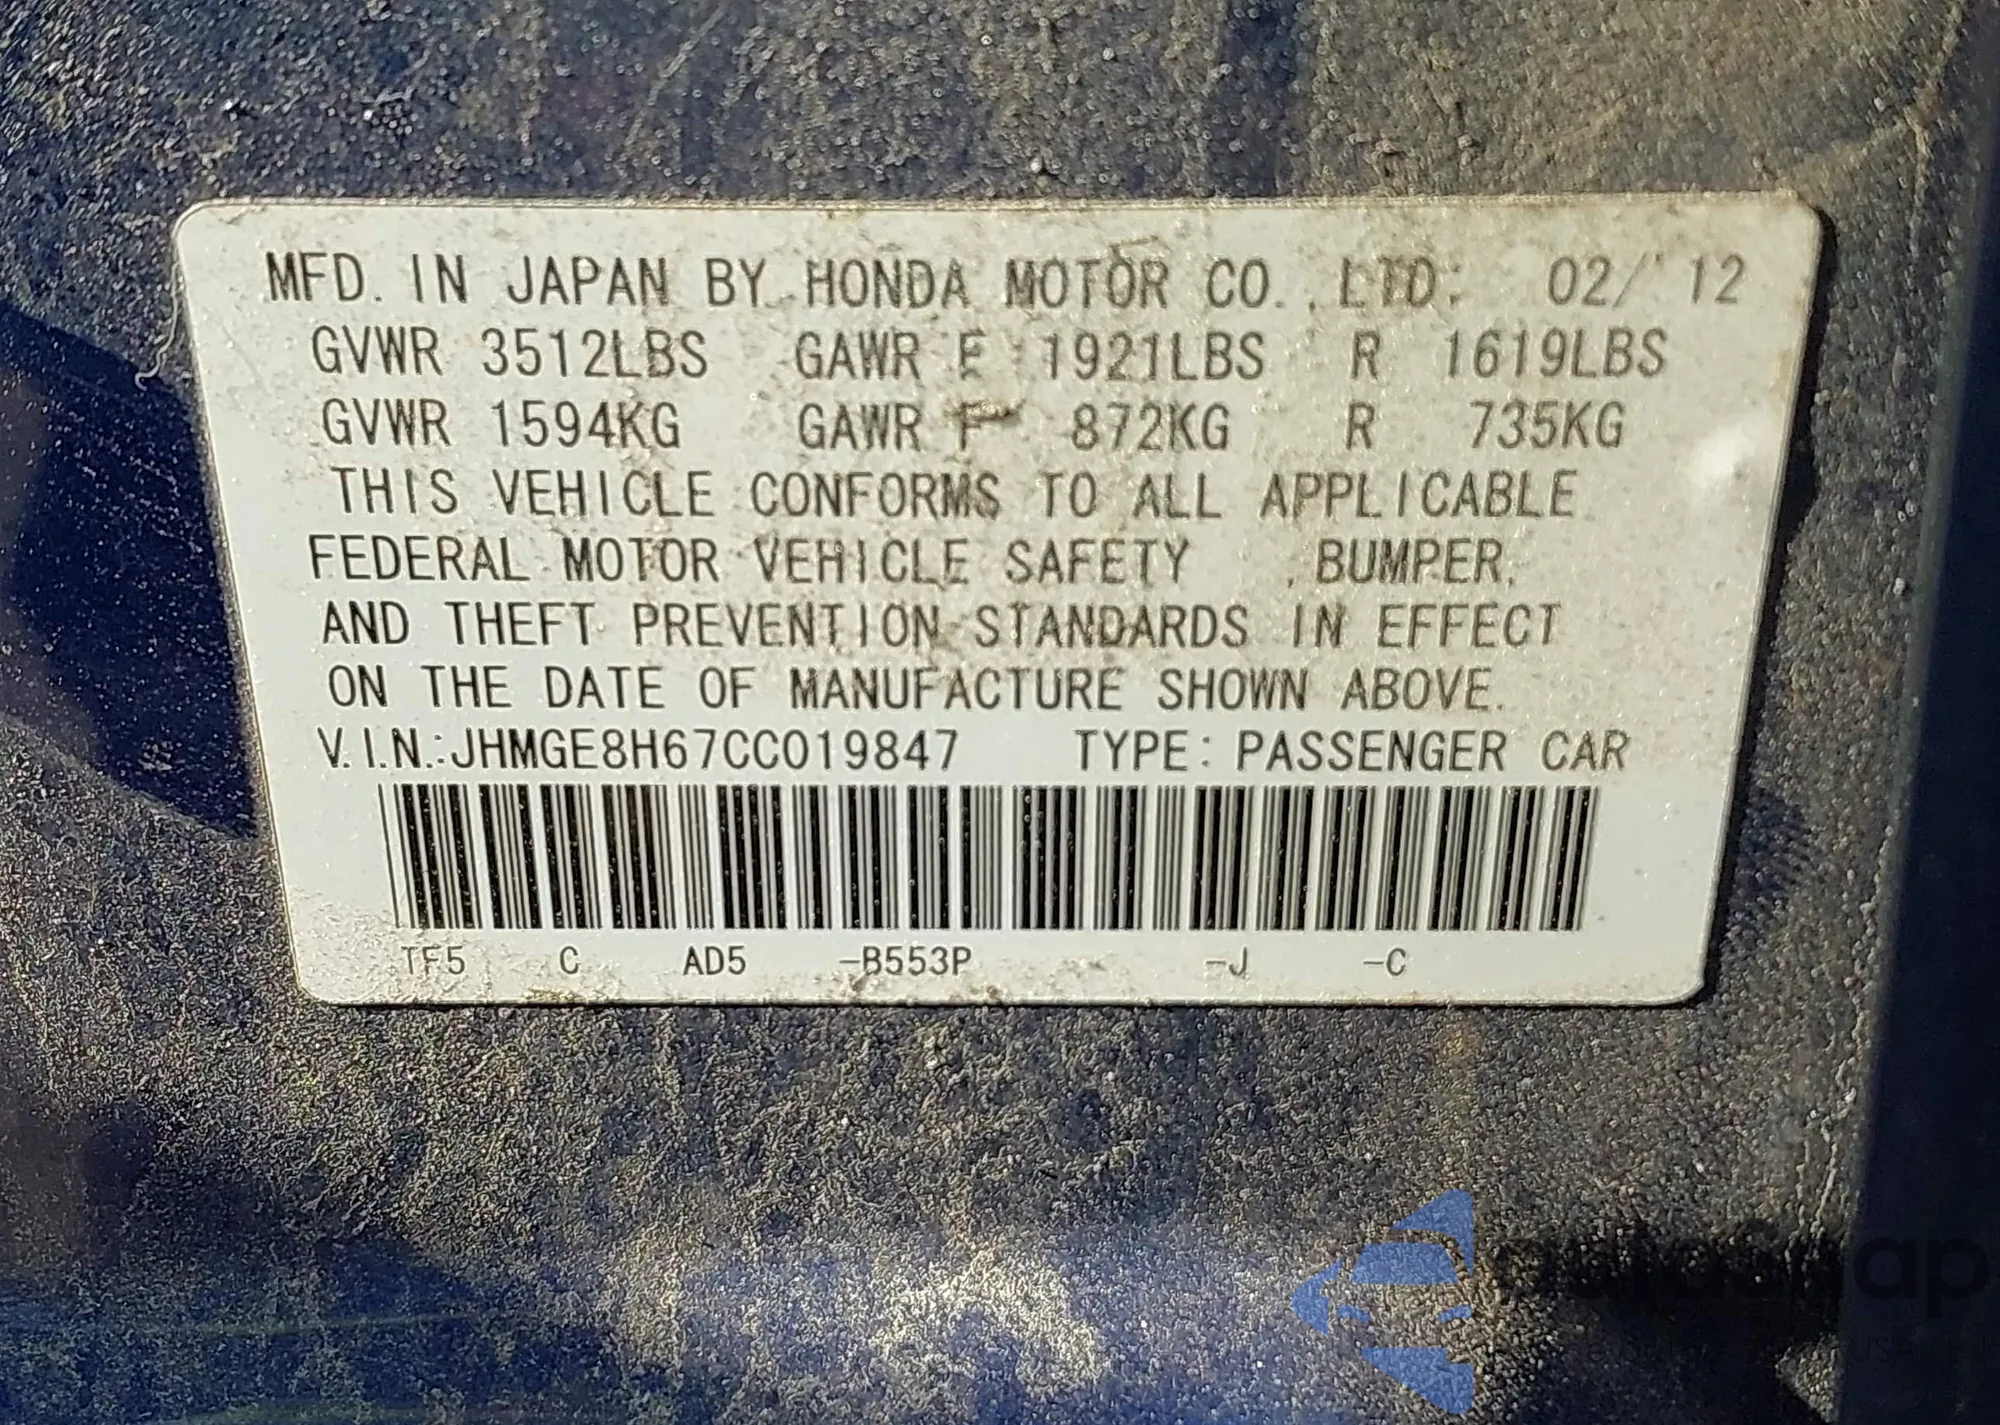 MFD. IN JAPAN BY HONDA MOTOR CO., LTD. 02/'12
GVWR 3512LBS GAWR F 1921LBS R 1619LBS
GVWR 1594KG GAWR F 872KG R 735KG
THIS VEHICLE CONFORMS TO ALL APPLICABLE
FEDERAL MOTOR VEHICLE SAFETY , BUMPER,
AND THEFT PREVENTION STANDARDS IN EFFECT
ON THE DATE OF MANUFACTURE SHOWN ABOVE.
V.I.N.:JHMGE8H67CC019847 TYPE: PASSENGER CAR
TF5 C AD5 -B553P -J -C